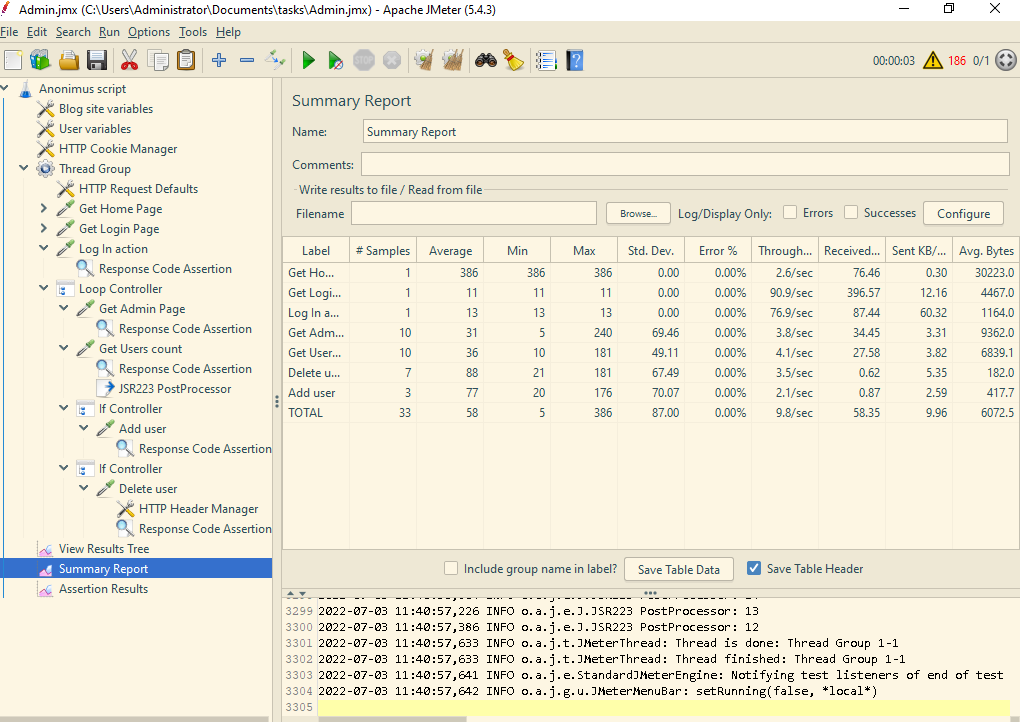 Admin.jmx (C:\Users\Administrator\Documents\tasks\Admin.jmx) - Apache JMeter (5.4.3)
File Edit Search Run Options Tools Help
STOP 00:00:03 186 0/1
Anonimus script
Blog site variables
User variables
HTTP Cookie Manager
Thread Group
HTTP Request Defaults
Get Home Page
Get Login Page
Log In action
Response Code Assertion
Loop Controller
Get Admin Page
Response Code Assertion
Get Users count
Response Code Assertion
JSR223 PostProcessor
If Controller
Add user
Response Code Assertion
If Controller
Delete user
HTTP Header Manager
Response Code Assertion
View Results Tree
Summary Report
Assertion Results
Summary Report
Name: Summary Report
Comments:
Write results to file / Read from file
Filename Browse... Log/Display Only: Errors Successes Configure
Label # Samples Average Min Max Std. Dev. Error % Through... Received... Sent KB/... Avg. Bytes
Get Ho... 1 386 386 386 0.00 0.00% 2.6/sec 76.46 0.30 30223.0
Get Logi... 1 11 11 11 0.00 0.00% 90.9/sec 396.57 12.16 4467.0
Log In a... 1 13 13 13 0.00 0.00% 76.9/sec 87.44 60.32 1164.0
Get Adm... 10 31 5 240 69.46 0.00% 3.8/sec 34.45 3.31 9362.0
Get User... 10 36 10 181 49.11 0.00% 4.1/sec 27.58 3.82 6839.1
Delete u... 7 88 21 181 67.49 0.00% 3.5/sec 0.62 5.35 182.0
Add user 3 77 20 176 70.07 0.00% 2.1/sec 0.87 2.59 417.7
TOTAL 33 58 5 386 87.00 0.00% 9.8/sec 58.35 9.96 6072.5
Include group name in label? Save Table Data Save Table Header
3299 2022-07-03 11:40:57,226 INFO o.a.j.e.J.JSR223 PostProcessor: 13
3300 2022-07-03 11:40:57,386 INFO o.a.j.e.J.JSR223 PostProcessor: 12
3301 2022-07-03 11:40:57,633 INFO o.a.j.t.JMeterThread: Thread is done: Thread Group 1-1
3302 2022-07-03 11:40:57,633 INFO o.a.j.t.JMeterThread: Thread finished: Thread Group 1-1
3303 2022-07-03 11:40:57,641 INFO o.a.j.e.StandardJMeterEngine: Notifying test listeners of end of test
3304 2022-07-03 11:40:57,642 INFO o.a.j.g.u.JMeterMenuBar: setRunning(false, *local*)
3305